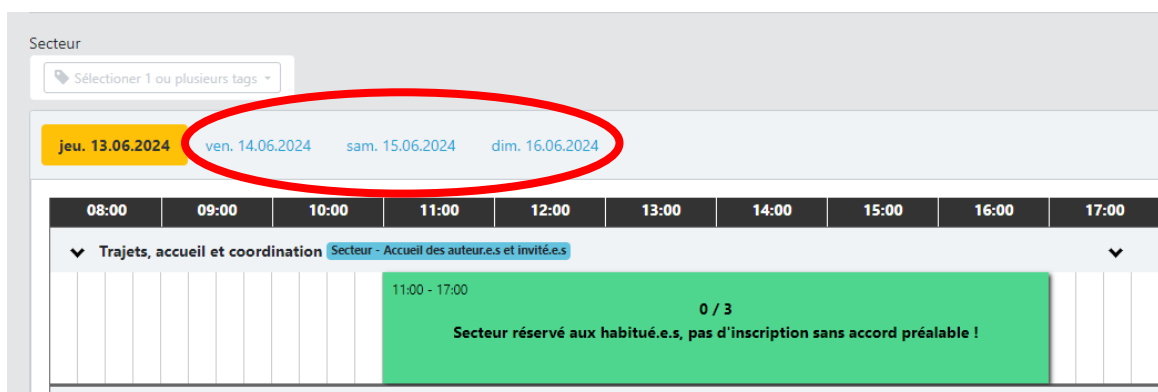 Secteur
Sélectioner 1 ou plusieurs tags
jeu. 13.06.2024 ven. 14.06.2024 sam. 15.06.2024 dim. 16.06.2024
08:00 09:00 10:00 11:00 12:00 13:00 14:00 15:00 16:00 17:00
Trajets, accueil et coordination Secteur - Accueil des auteur.e.s et invité.e.s
11:00 - 17:00
0 / 3
Secteur réservé aux habitué.e.s, pas d'inscription sans accord préalable !